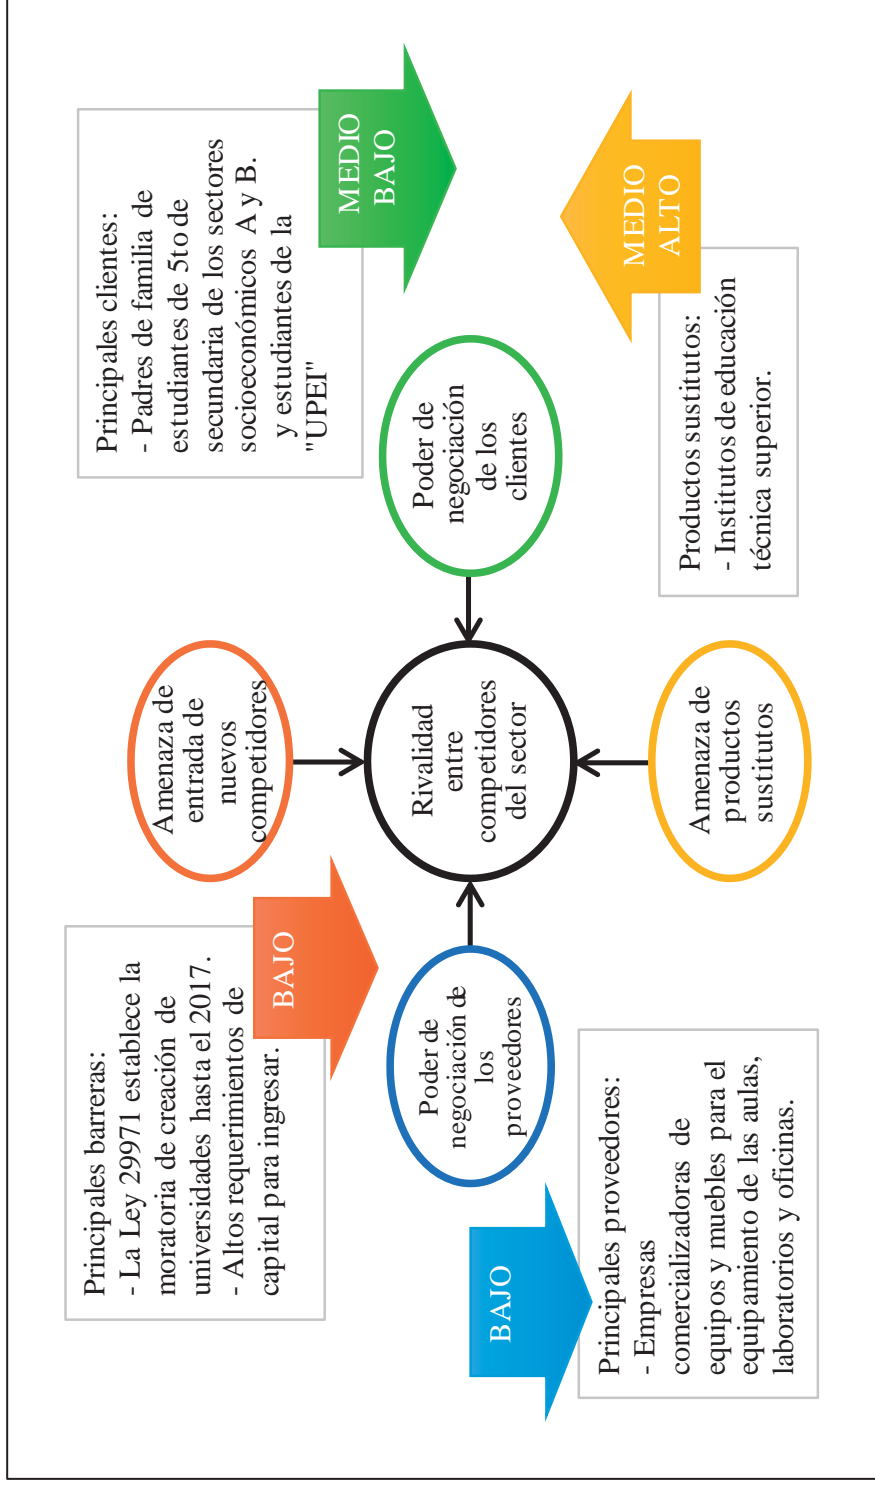 Principales barreras:
- La Ley 29971 establece la
moratoria de creación de
universidades hasta el 2017.
- Altos requerimientos de
capital para ingresar.
BAJO
Amenaza de
entrada de
nuevos
competidores
Principales clientes:
- Padres de familia de
estudiantes de 5to de
secundaria de los sectores
socioeconómicos A y B.
y estudiantes de la
"UPEI"
MEDIO
BAJO
Poder de
negociación de
los
proveedores
Rivalidad
entre
competidores
del sector
Poder de
negociación
de los
clientes
BAJO
Principales proveedores:
- Empresas
comercializadoras de
equipos y muebles para el
equipamiento de las aulas,
laboratorios y oficinas.
Amenaza de
productos
sustitutos
Productos sustitutos:
- Institutos de educación
técnica superior.
MEDIO
ALTO